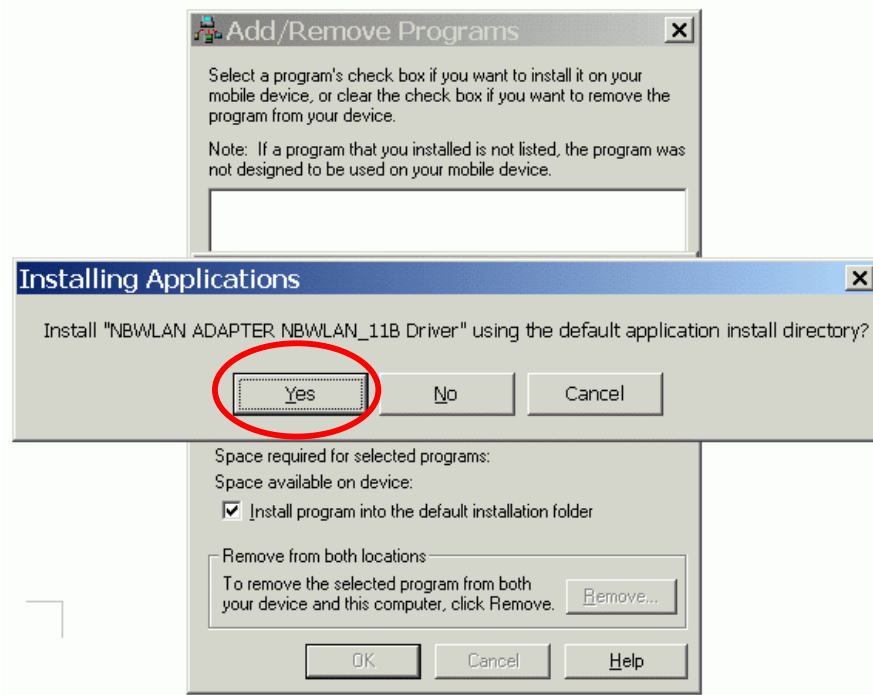 Add/Remove Programs
Select a program's check box if you want to install it on your
mobile device, or clear the check box if you want to remove the
program from your device.
Note: If a program that you installed is not listed, the program was
not designed to be used on your mobile device.
Installing Applications
Install "NBWLAN ADAPTER NBWLAN_11B Driver" using the default application install directory?
Yes No Cancel
Space required for selected programs:
Space available on device:
Install program into the default installation folder
Remove from both locations
To remove the selected program from both
your device and this computer, click Remove.
Remove...
OK Cancel Help